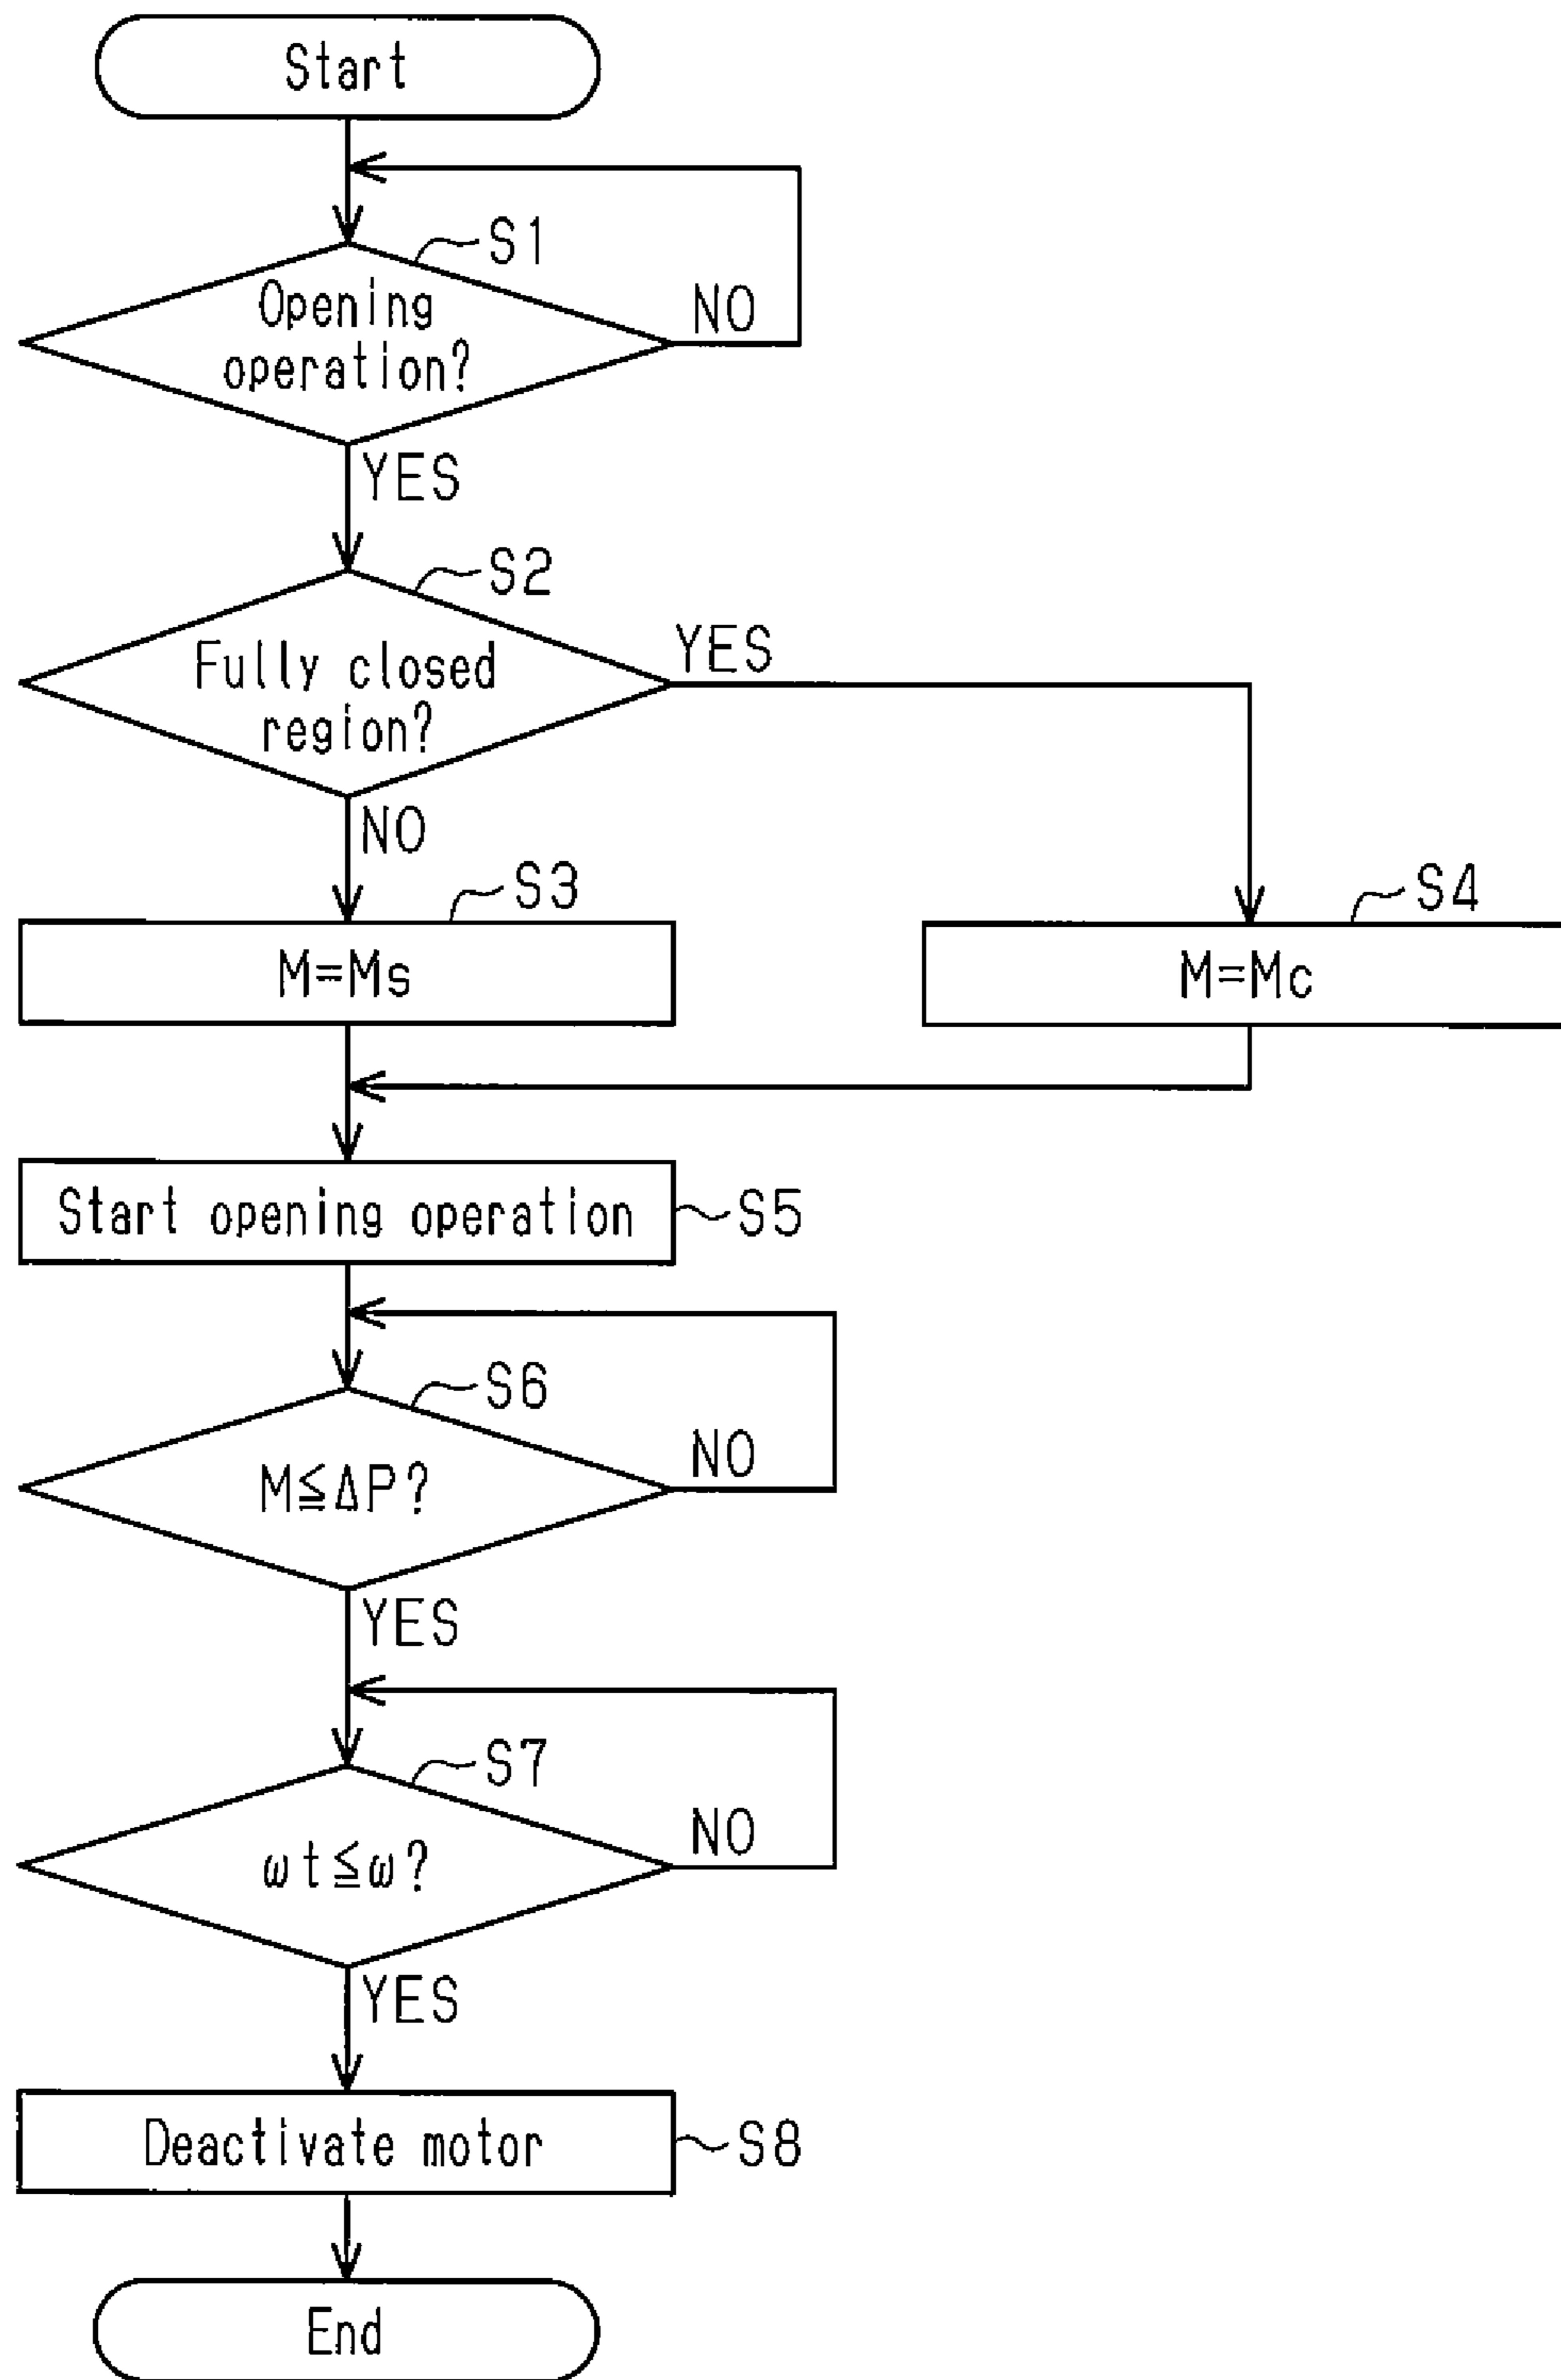 Start
S1
Opening
operation?
NO
YES
S2
Fully closed
region?
YES
NO
S3
M=Ms
S4
M=Mc
Start opening operation
S5
S6
M≦ΔP?
NO
YES
S7
ωt≦ω?
NO
YES
Deactivate motor
S8
End